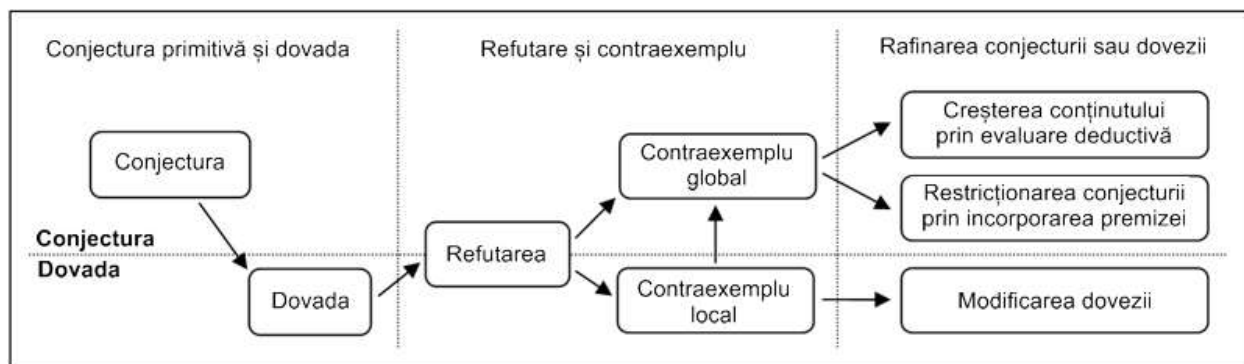 Conjectura primitivă și dovada
Refutare și contraexemplu
Rafinarea conjecturii sau dovezii
Conjectura
Conjectura
Dovada
Dovada
Refutarea
Contraexemplu
global
Contraexemplu
local
Creșterea conținutului
prin evaluare deductivă
Restricționarea conjecturii
prin incorporarea premizei
Modificarea dovezii